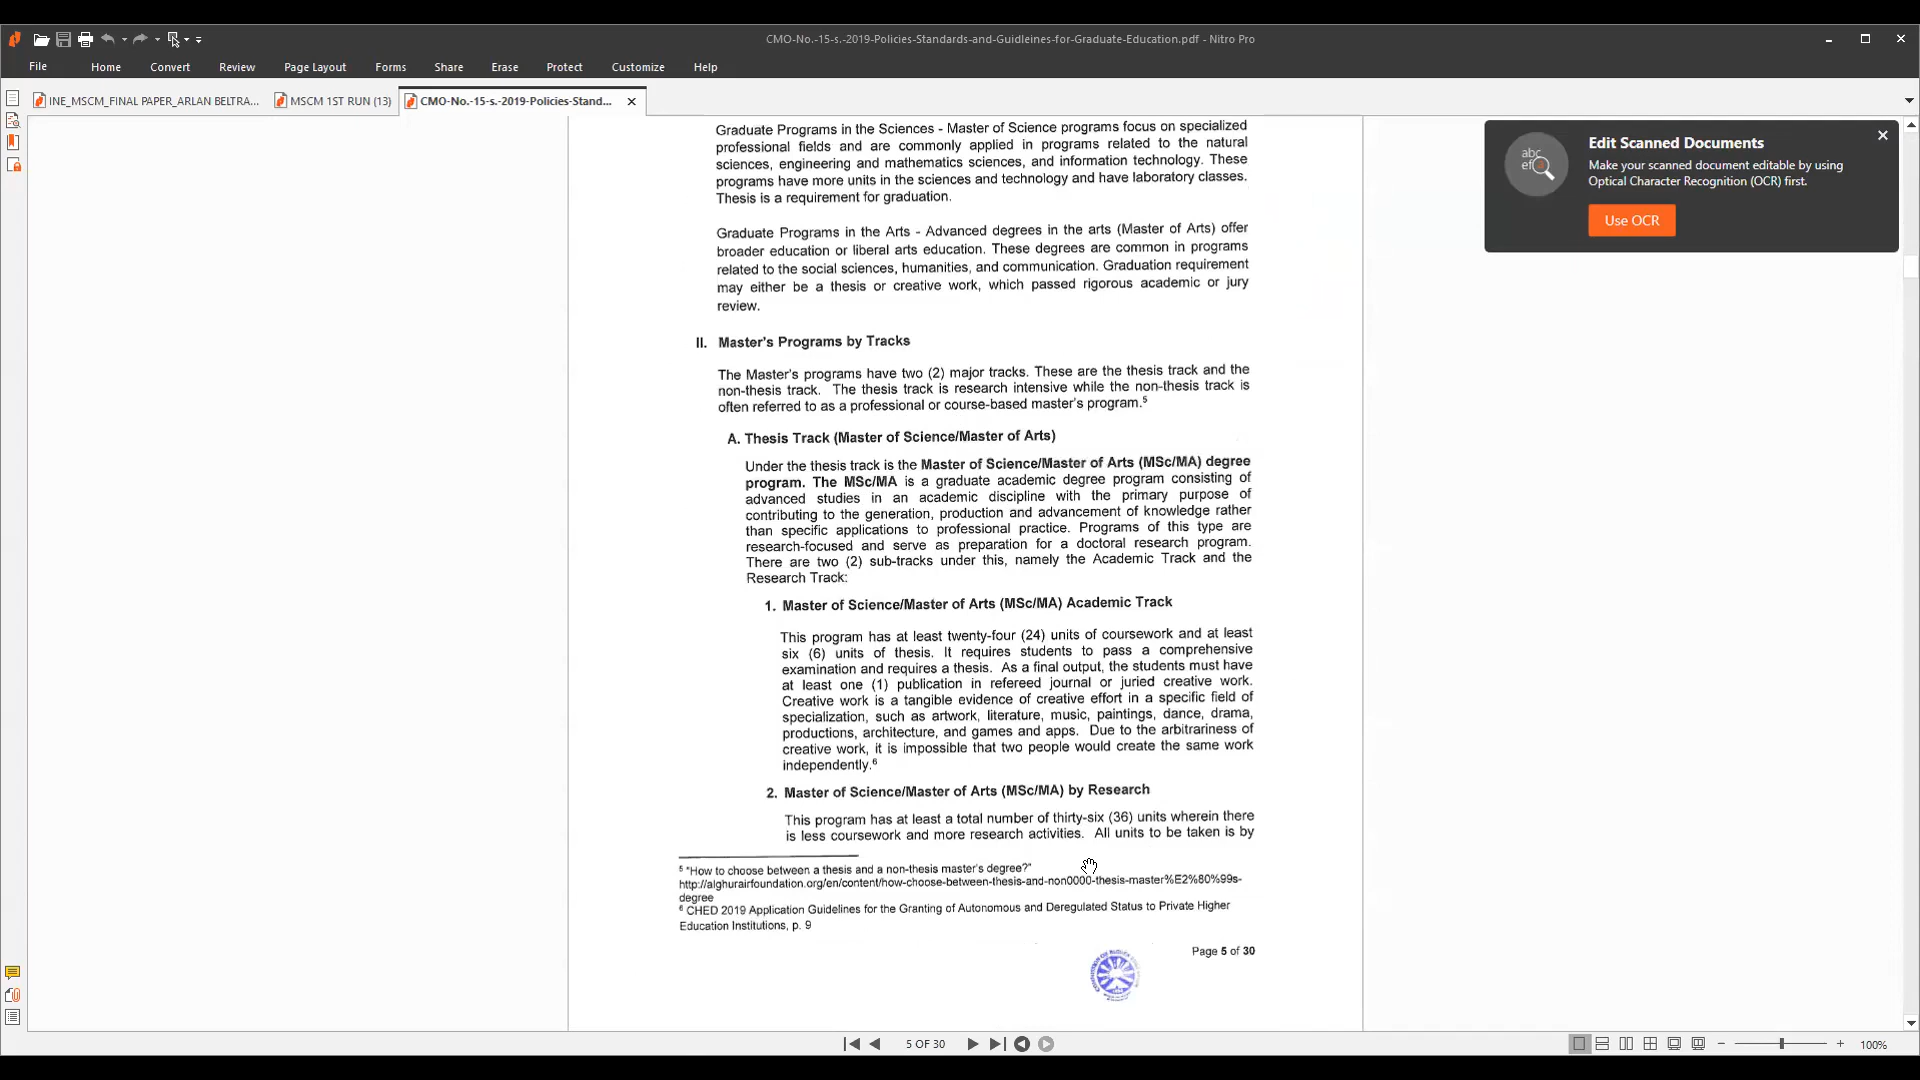 CMO-No.-15-s.-2019-Policies-Standards-and-Guidleines-for-Graduate-Education.pdf - Nitro Pro
File Home Convert Review Page Layout Forms Share Erase Protect Customize Help
INE_MSCM_FINAL PAPER_ARLAN BELTRA... MSCM 1ST RUN (13) CMO-No.-15-s.-2019-Policies-Stand...
Edit Scanned Documents
Make your scanned document editable by using
Optical Character Recognition (OCR) first.
Use OCR
Graduate Programs in the Sciences - Master of Science programs focus on specialized
professional fields and are commonly applied in programs related to the natural
sciences, engineering and mathematics sciences, and information technology. These
programs have more units in the sciences and technology and have laboratory classes.
Thesis is a requirement for graduation.
Graduate Programs in the Arts - Advanced degrees in the arts (Master of Arts) offer
broader education or liberal arts education. These degrees are common in programs
related to the social sciences, humanities, and communication. Graduation requirement
may either be a thesis or creative work, which passed rigorous academic or jury
review.
II. Master's Programs by Tracks
The Master's programs have two (2) major tracks. These are the thesis track and the
non-thesis track. The thesis track is research intensive while the non-thesis track is
often referred to as a professional or course-based master's program.⁵
A. Thesis Track (Master of Science/Master of Arts)
Under the thesis track is the Master of Science/Master of Arts (MSc/MA) degree
program. The MSc/MA is a graduate academic degree program consisting of
advanced studies in an academic discipline with the primary purpose of
contributing to the generation, production and advancement of knowledge rather
than specific applications to professional practice. Programs of this type are
research-focused and serve as preparation for a doctoral research program.
There are two (2) sub-tracks under this, namely the Academic Track and the
Research Track:
1. Master of Science/Master of Arts (MSc/MA) Academic Track
This program has at least twenty-four (24) units of coursework and at least
six (6) units of thesis. It requires students to pass a comprehensive
examination and requires a thesis. As a final output, the students must have
at least one (1) publication in refereed journal or juried creative work.
Creative work is a tangible evidence of creative effort in a specific field of
specialization, such as artwork, literature, music, paintings, dance, drama,
productions, architecture, and games and apps. Due to the arbitrariness of
creative work, it is impossible that two people would create the same work
independently.⁶
2. Master of Science/Master of Arts (MSc/MA) by Research
This program has at least a total number of thirty-six (36) units wherein there
is less coursework and more research activities. All units to be taken is by
⁵ "How to choose between a thesis and a non-thesis master's degree?"
http://alghurairfoundation.org/en/content/how-choose-between-thesis-and-non0000-thesis-master%E2%80%99s-
degree
⁶ CHED 2019 Application Guidelines for the Granting of Autonomous and Deregulated Status to Private Higher
Education Institutions, p. 9
Page 5 of 30
5 OF 30
100%